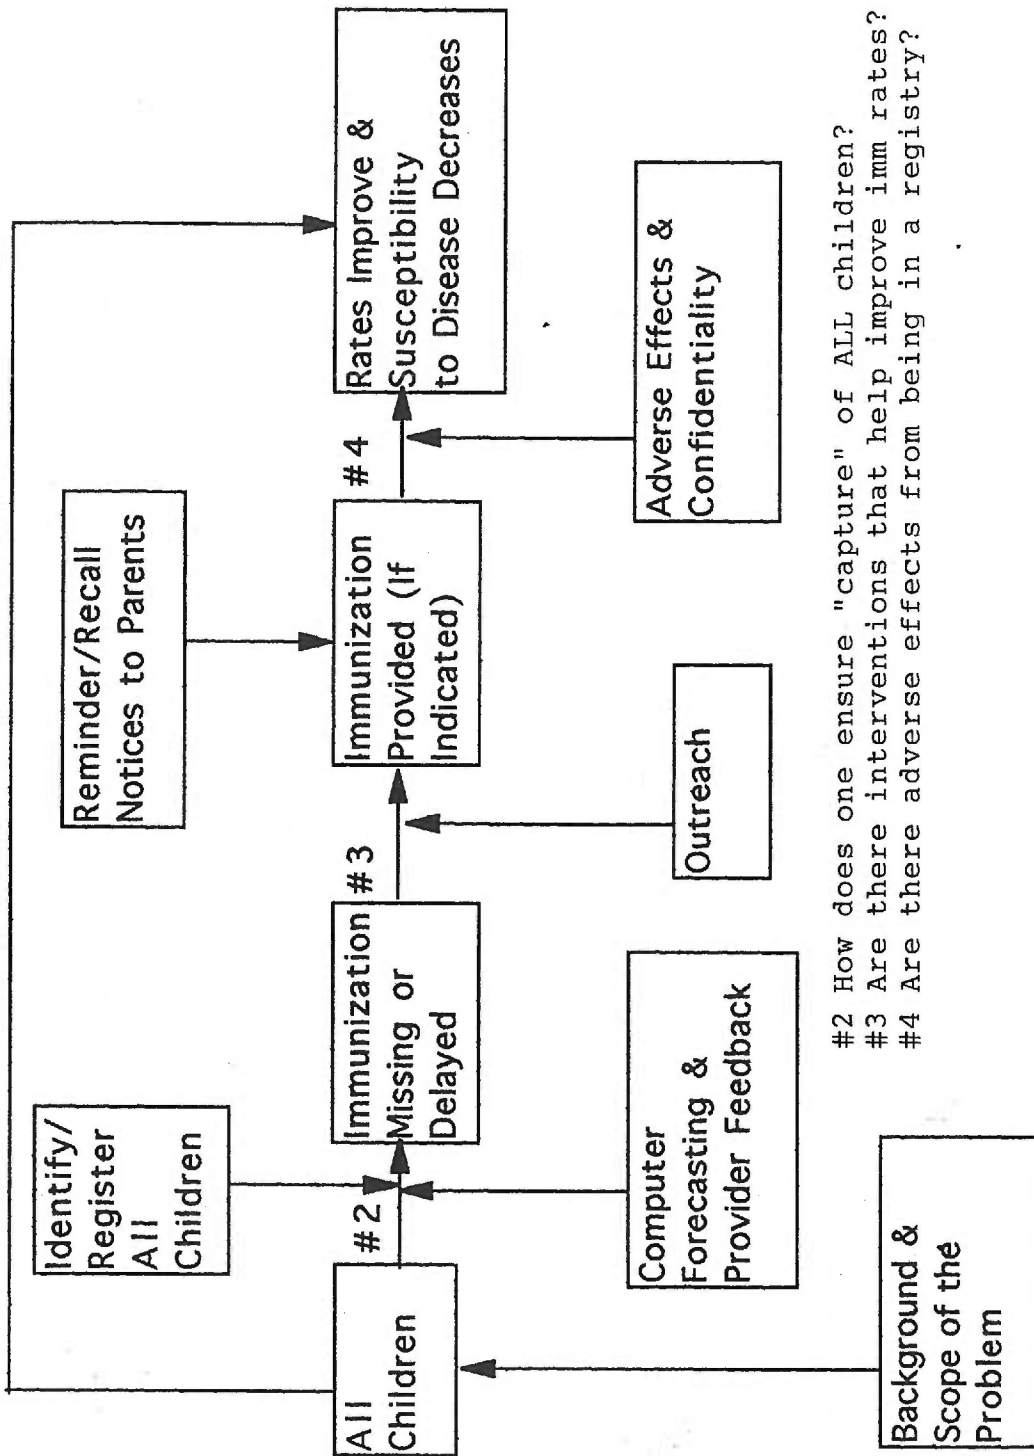 Identify/
Register
All
Children
Reminder/Recall
Notices to Parents
All
Children
#2
Immunization
Missing or
Delayed
#3
Immunization
Provided (If
Indicated)
#4
Rates Improve &
Susceptibility
to Disease Decreases
Computer
Forecasting &
Provider Feedback
Outreach
Adverse Effects &
Confidentiality
Background &
Scope of the
Problem
#2 How does one ensure "capture" of ALL children?
#3 Are there interventions that help improve imm rates?
#4 Are there adverse effects from being in a registry?